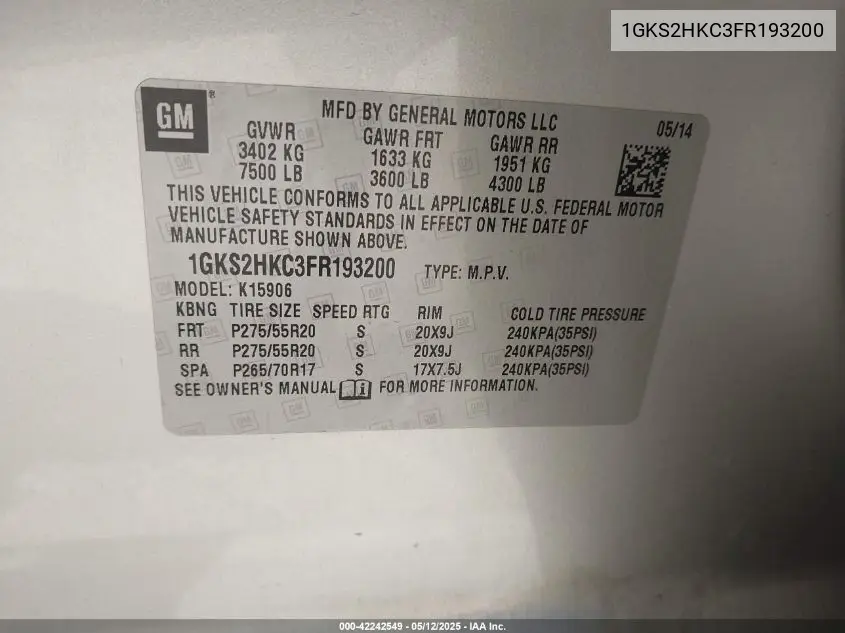 1GKS2HKC3FR193200
GM ®
MFD BY GENERAL MOTORS LLC 05/14
GVWR GAWR FRT GAWR RR
3402 KG 1633 KG 1951 KG
7500 LB 3600 LB 4300 LB
THIS VEHICLE CONFORMS TO ALL APPLICABLE U.S. FEDERAL MOTOR
VEHICLE SAFETY STANDARDS IN EFFECT ON THE DATE OF
MANUFACTURE SHOWN ABOVE.
1GKS2HKC3FR193200 TYPE: M.P.V.
MODEL: K15906
KBNG TIRE SIZE SPEED RTG RIM COLD TIRE PRESSURE
FRT P275/55R20 S 20X9J 240KPA(35PSI)
RR P275/55R20 S 20X9J 240KPA(35PSI)
SPA P265/70R17 S 17X7.5J 240KPA(35PSI)
SEE OWNER'S MANUAL i FOR MORE INFORMATION.
000-42242549 - 05/12/2025 - IAA Inc.